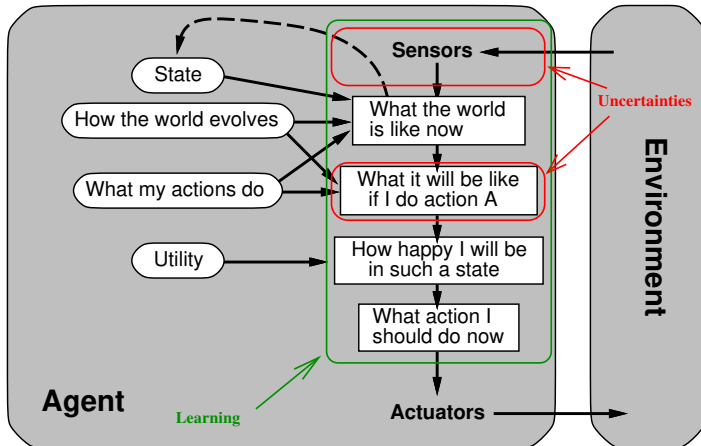 Sensors
State
Uncertainties
What the world
is like now
How the world evolves
What it will be like
if I do action A
What my actions do
How happy I will be
in such a state
Utility
What action I
should do now
Environment
Agent
Learning
Actuators